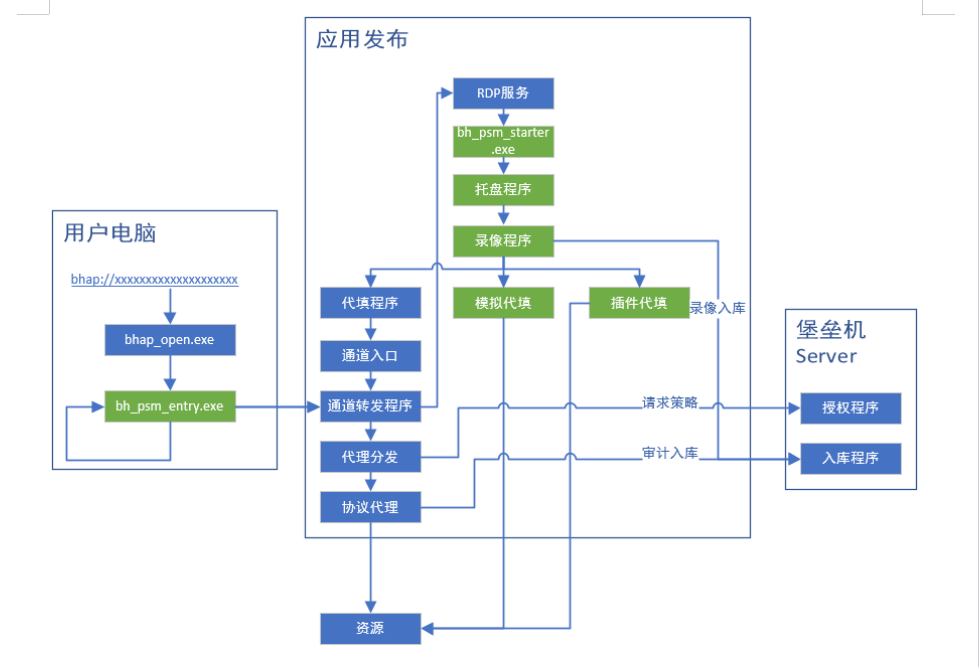 应用发布
RDP服务
bh_psm_starter
.exe
托盘程序
录像程序
用户电脑
bhap://xxxxxxxxxxxxxxxxxxxx
bhap_open.exe
bh_psm_entry.exe
代填程序
模拟代填
插件代填
录像入库
通道入口
通道转发程序
请求策略
代理分发
审计入库
协议代理
堡垒机
Server
授权程序
入库程序
资源